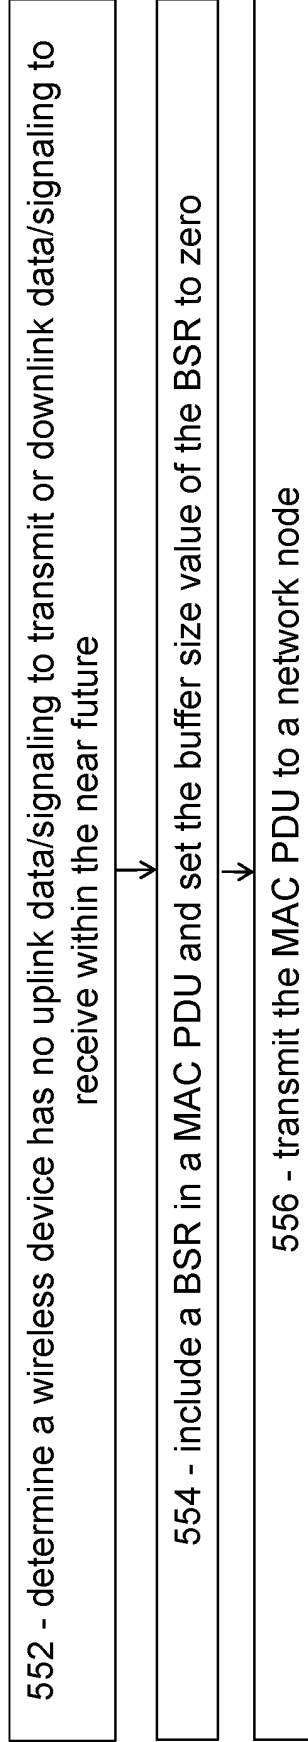 552 - determine a wireless device has no uplink data/signaling to transmit or downlink data/signaling to
receive within the near future
554 - include a BSR in a MAC PDU and set the buffer size value of the BSR to zero
556 - transmit the MAC PDU to a network node